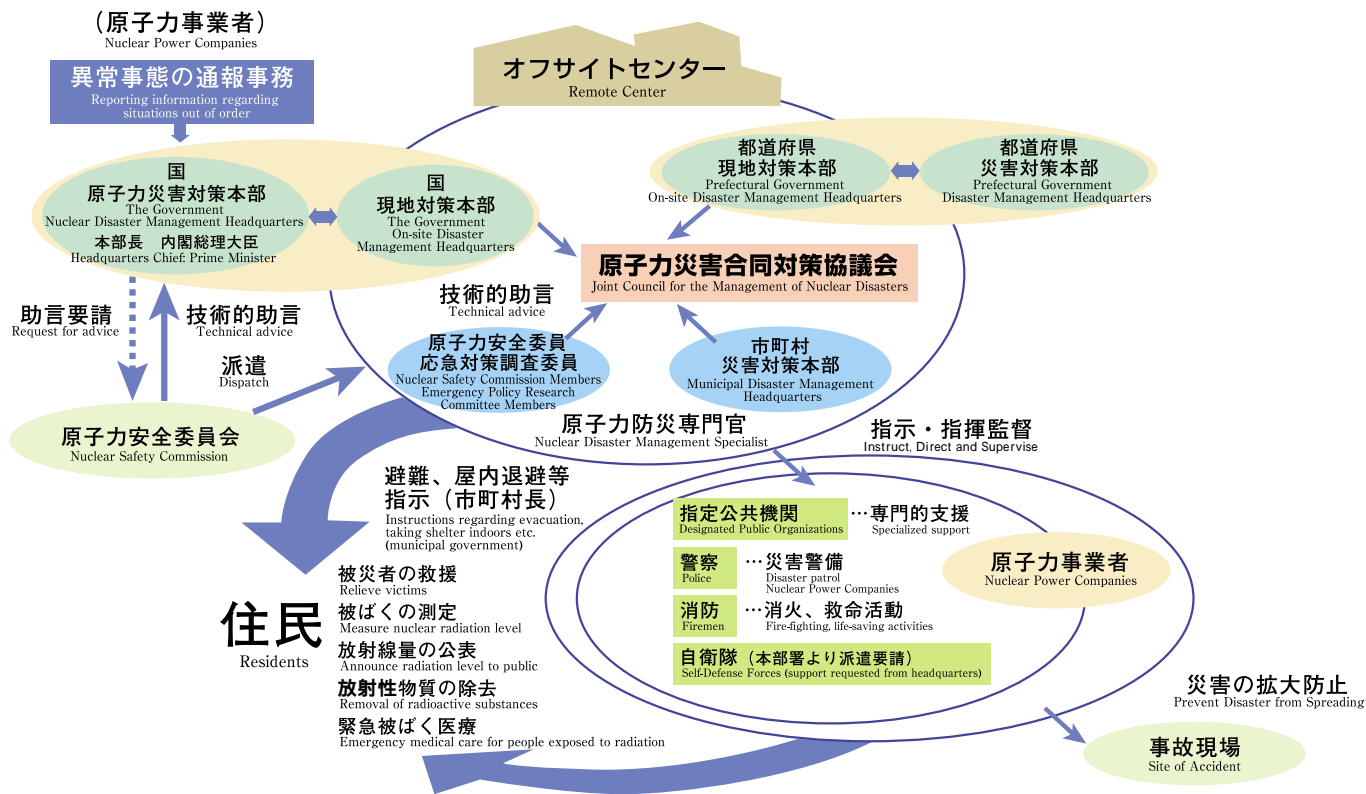 （原子力事業者）
Nuclear Power Companies
異常事態の通報事務
Reporting information regarding
situations out of order
オフサイトセンター
Remote Center
国
原子力災害対策本部
The Government
Nuclear Disaster Management Headquarters
本部長　内閣総理大臣
Headquarters Chief: Prime Minister
国
現地対策本部
The Government
On-site Disaster
Management Headquarters
都道府県
現地対策本部
Prefectural Government
On-site Disaster Management Headquarters
都道府県
災害対策本部
Prefectural Government
Disaster Management Headquarters
原子力災害合同対策協議会
Joint Council for the Management of Nuclear Disasters
助言要請
Request for advice
技術的助言
Technical advice
技術的助言
Technical advice
派遣
Dispatch
原子力安全委員
応急対策調査委員
Nuclear Safety Commission Members
Emergency Policy Research
Committee Members
市町村
災害対策本部
Municipal Disaster Management
Headquarters
原子力安全委員会
Nuclear Safety Commission
原子力防災専門官
Nuclear Disaster Management Specialist
指示・指揮監督
Instruct, Direct and Supervise
避難、屋内退避等
指示（市町村長）
Instructions regarding evacuation,
taking shelter indoors etc.
(municipal government)
指定公共機関
Designated Public Organizations
…専門的支援
Specialized support
警察
Police
…災害警備
Disaster patrol
Nuclear Power Companies
消防
Firemen
…消火、救命活動
Fire-fighting, life-saving activities
自衛隊（本部署より派遣要請）
Self-Defense Forces (support requested from headquarters)
原子力事業者
Nuclear Power Companies
住民
Residents
被災者の救援
Relieve victims
被ばくの測定
Measure nuclear radiation level
放射線量の公表
Announce radiation level to public
放射性物質の除去
Removal of radioactive substances
緊急被ばく医療
Emergency medical care for people exposed to radiation
災害の拡大防止
Prevent Disaster from Spreading
事故現場
Site of Accident